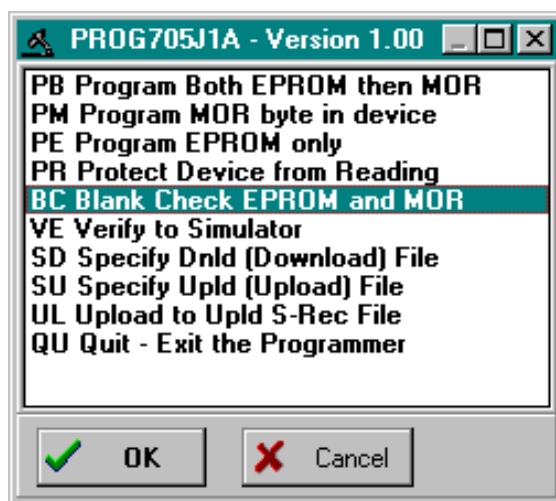 PROG705J1A - Version 1.00
PB Program Both EPROM then MOR
PM Program MOR byte in device
PE Program EPROM only
PR Protect Device from Reading
BC Blank Check EPROM and MOR
VE Verify to Simulator
SD Specify Dnld (Download) File
SU Specify Upld (Upload) File
UL Upload to Upld S-Rec File
QU Quit - Exit the Programmer
OK
Cancel